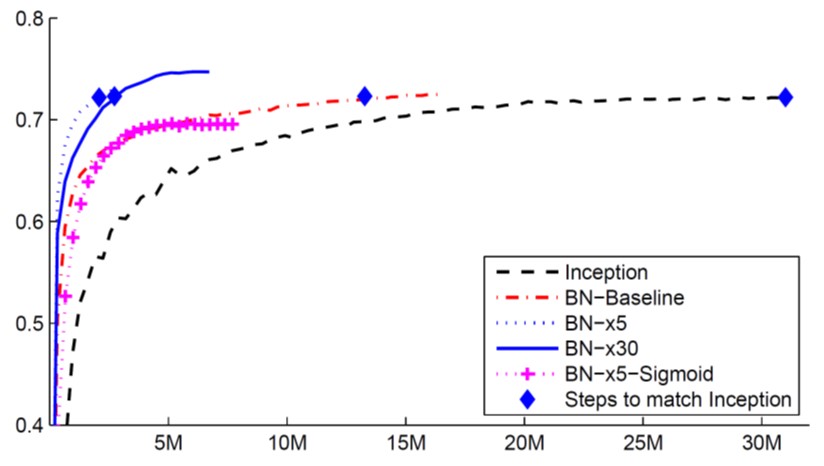 0.8
0.7
0.6
0.5
0.4
5M 10M 15M 20M 25M 30M
Inception
BN−Baseline
BN−x5
BN−x30
BN−x5−Sigmoid
Steps to match Inception